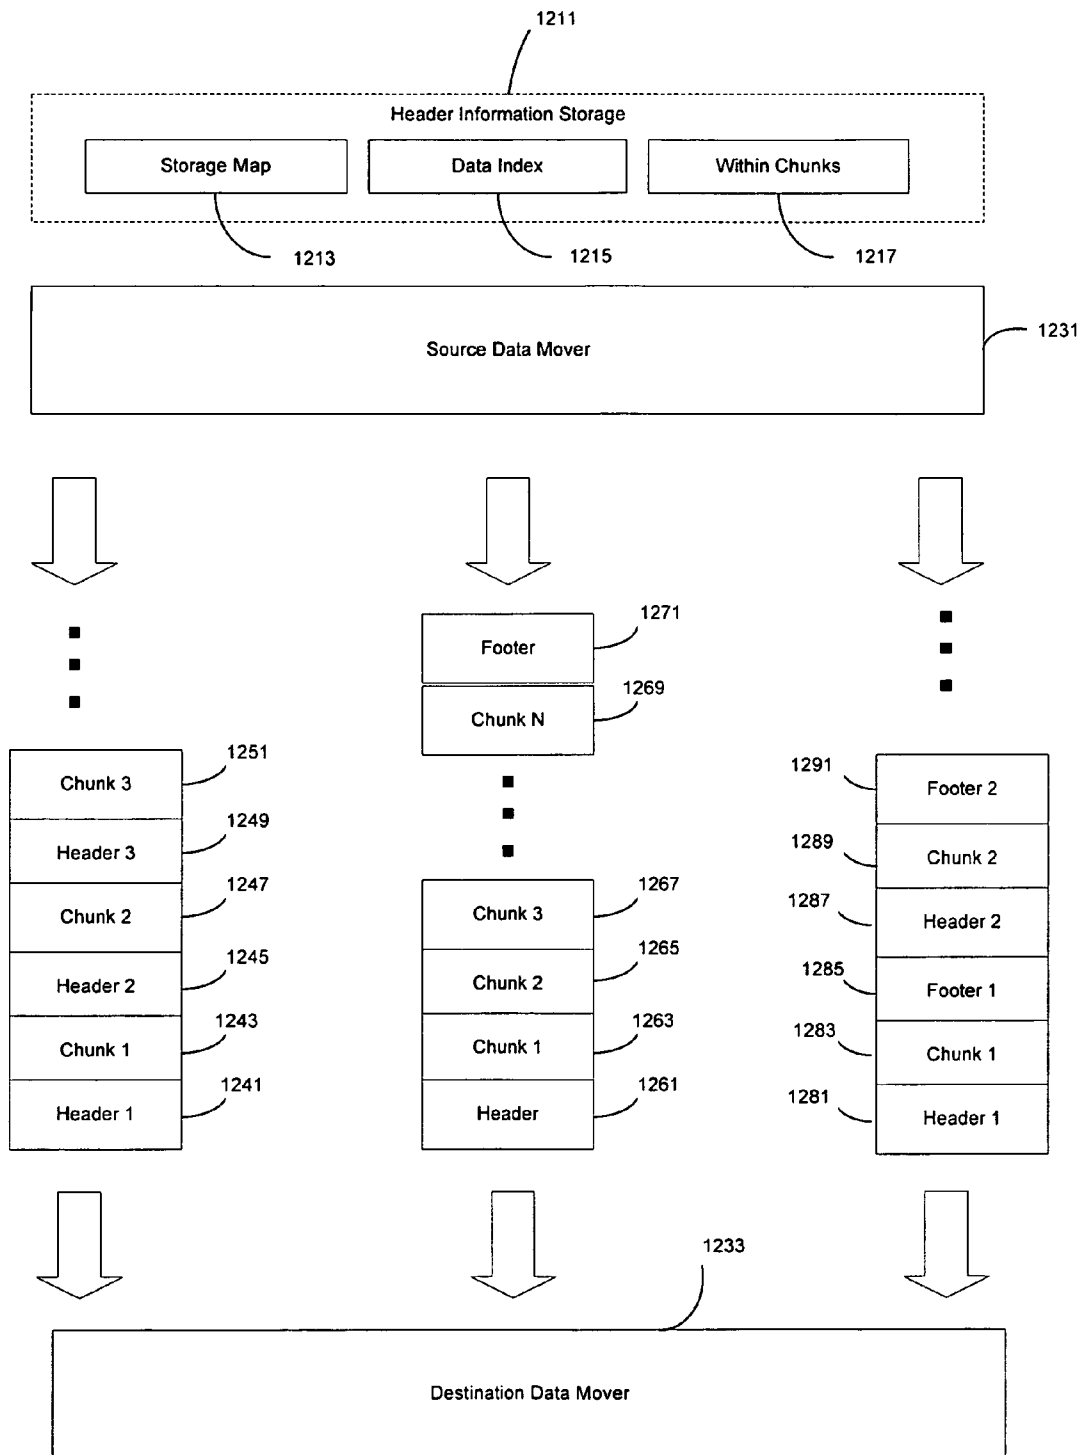 1211
Header Information Storage
Storage Map
Data Index
Within Chunks
1213
1215
1217
Source Data Mover
1231
Chunk 3
1251
Header 3
1249
Chunk 2
1247
Header 2
1245
Chunk 1
1243
Header 1
1241
Footer
1271
Chunk N
1269
Chunk 3
1267
Chunk 2
1265
Chunk 1
1263
Header
1261
1291
Footer 2
1289
Chunk 2
1287
Header 2
1285
Footer 1
1283
Chunk 1
1281
Header 1
1233
Destination Data Mover